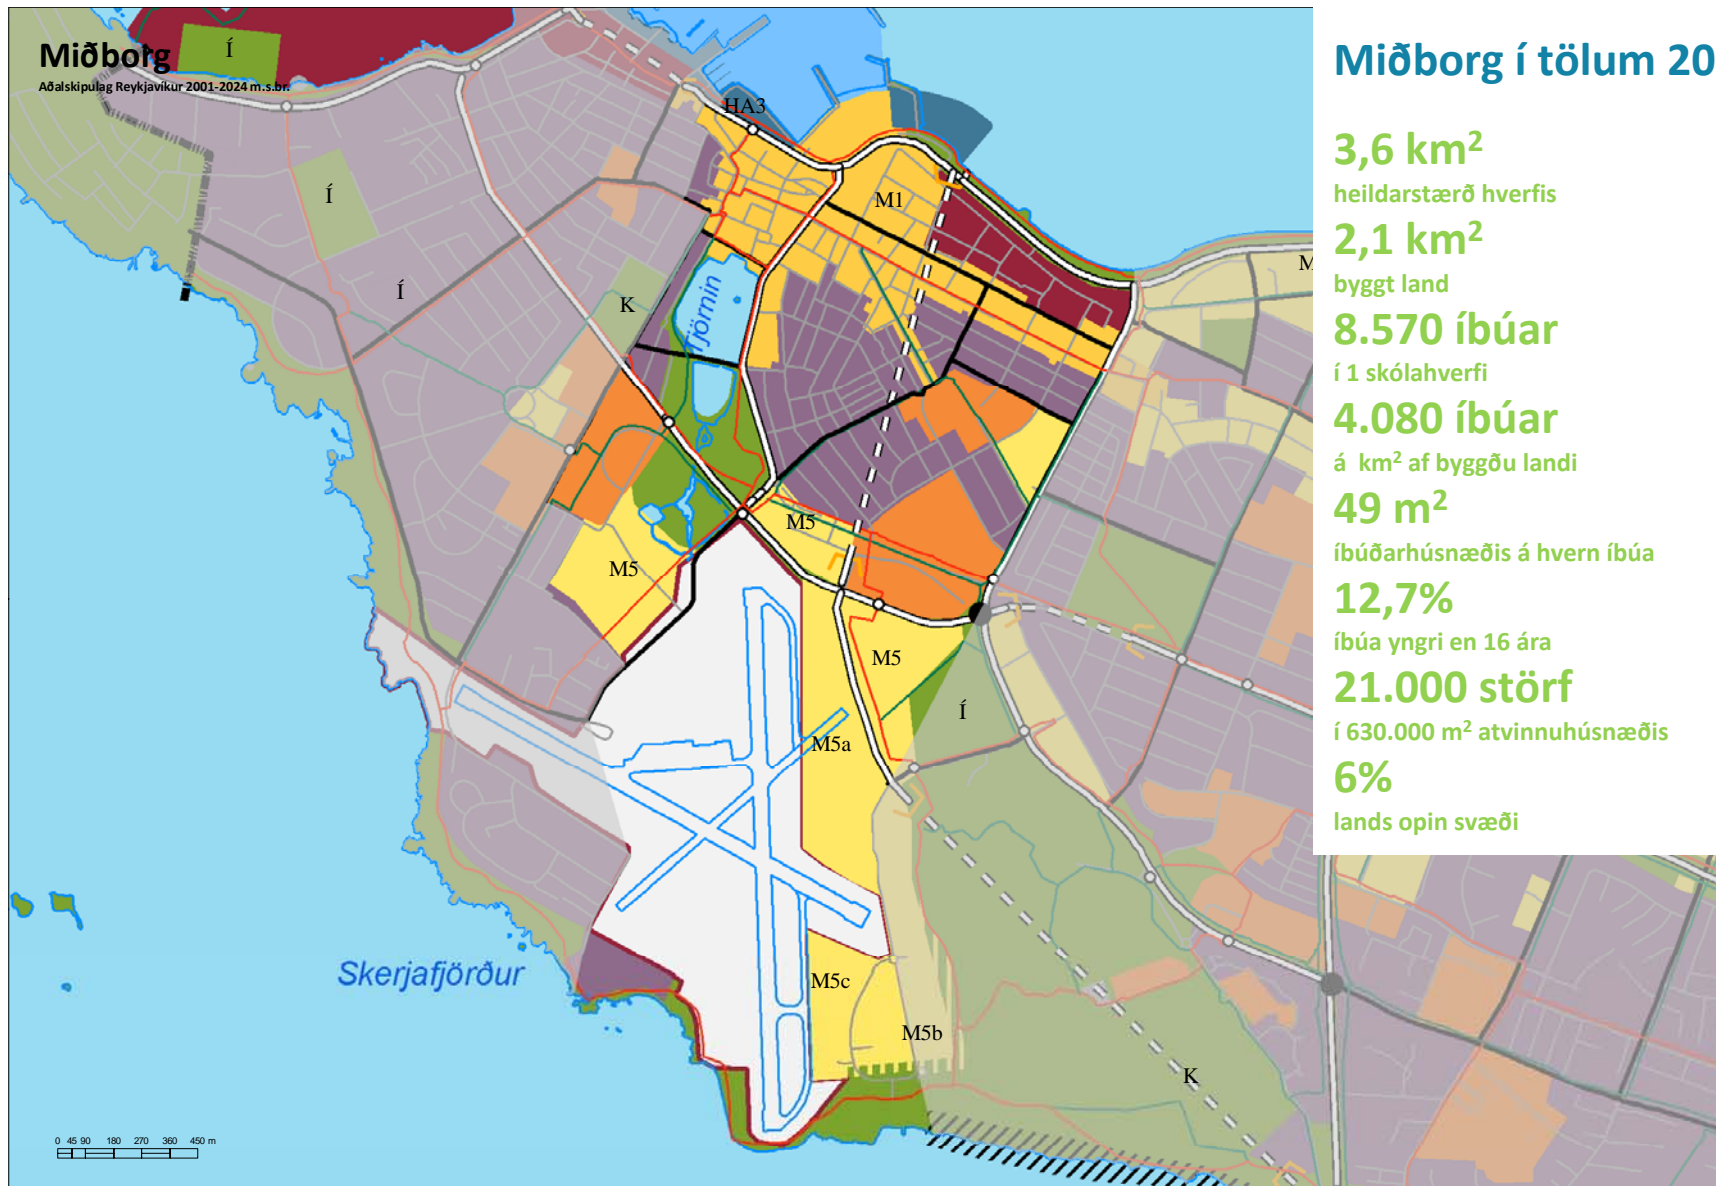 Miðborg
Aðalskipulag Reykjavíkur 2001-2024 m.s.br.
Í
HA3
Í
M1
Í
K
Tjörnin
M
M5
M5
M5
Í
M5a
M5c
M5b
K
Skerjafjörður
0 45 90 180 270 360 450 m
Miðborg í tölum 20
3,6 km²
heildarstærð hverfis
2,1 km²
byggt land
8.570 íbúar
í 1 skólahverfi
4.080 íbúar
á km² af byggðu landi
49 m²
íbúðarhúsnæðis á hvern íbúa
12,7%
íbúa yngri en 16 ára
21.000 störf
í 630.000 m² atvinnuhúsnæðis
6%
lands opin svæði